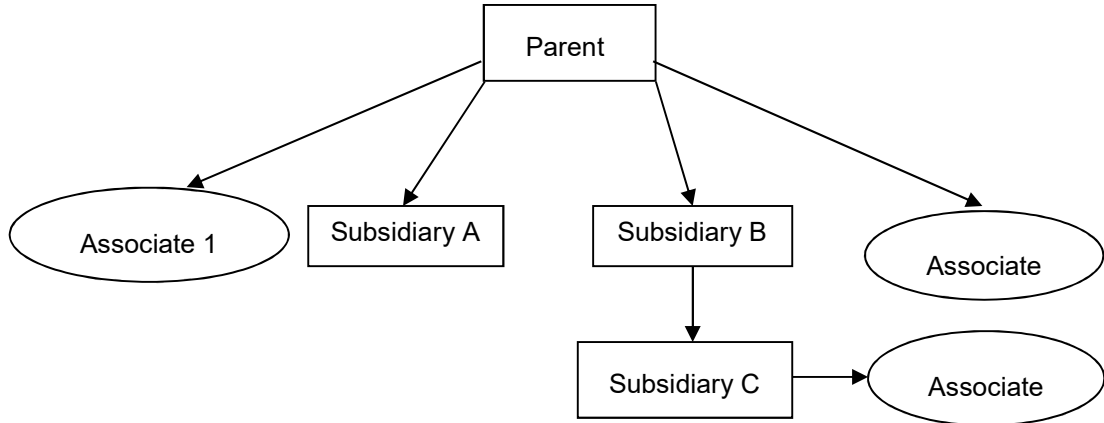 Parent
Associate 1
Subsidiary A
Subsidiary B
Associate
Subsidiary C
Associate